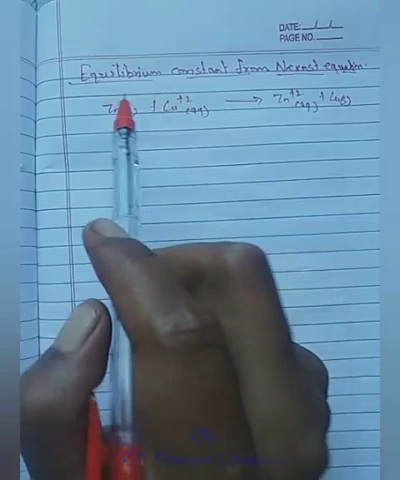 DATE: / /
PAGE NO.
Equilibrium constant from Nernst equation.
Zn + Cu+2(aq) ⟶ Zn+2(aq) + Cu(s)